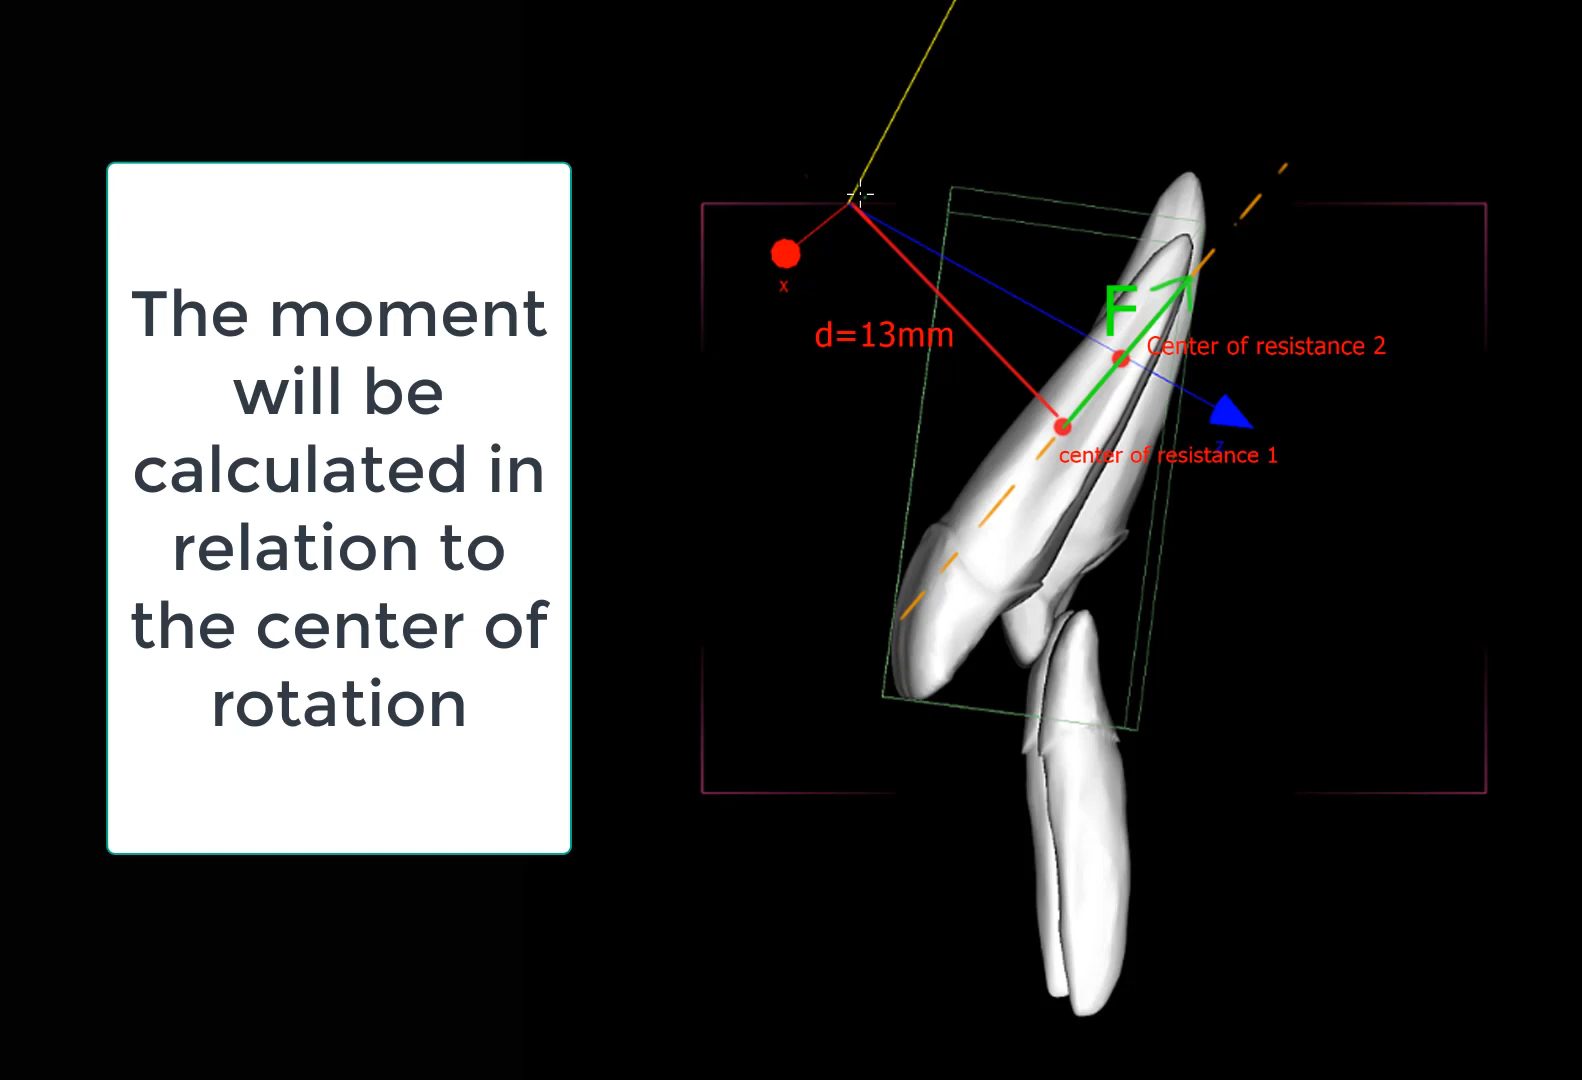 The moment
will be
calculated in
relation to
the center of
rotation
x
F
d=13mm
Center of resistance 2
z
center of resistance 1